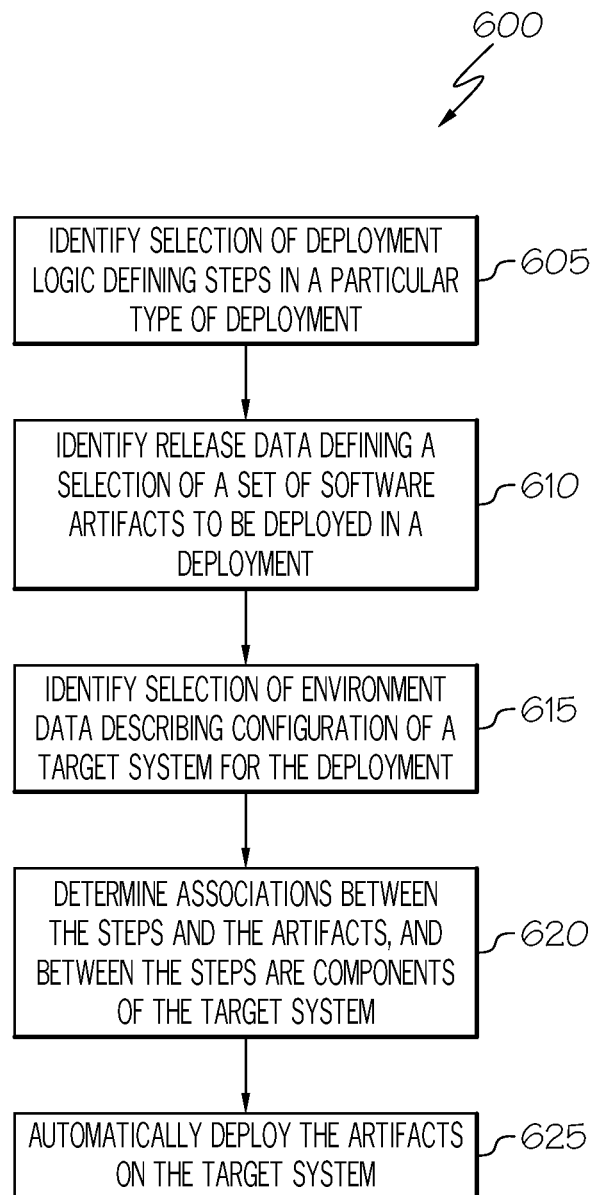 600
IDENTIFY SELECTION OF DEPLOYMENT
LOGIC DEFINING STEPS IN A PARTICULAR
TYPE OF DEPLOYMENT
605
IDENTIFY RELEASE DATA DEFINING A
SELECTION OF A SET OF SOFTWARE
ARTIFACTS TO BE DEPLOYED IN A
DEPLOYMENT
610
IDENTIFY SELECTION OF ENVIRONMENT
DATA DESCRIBING CONFIGURATION OF A
TARGET SYSTEM FOR THE DEPLOYMENT
615
DETERMINE ASSOCIATIONS BETWEEN
THE STEPS AND THE ARTIFACTS, AND
BETWEEN THE STEPS ARE COMPONENTS
OF THE TARGET SYSTEM
620
AUTOMATICALLY DEPLOY THE ARTIFACTS
ON THE TARGET SYSTEM
625